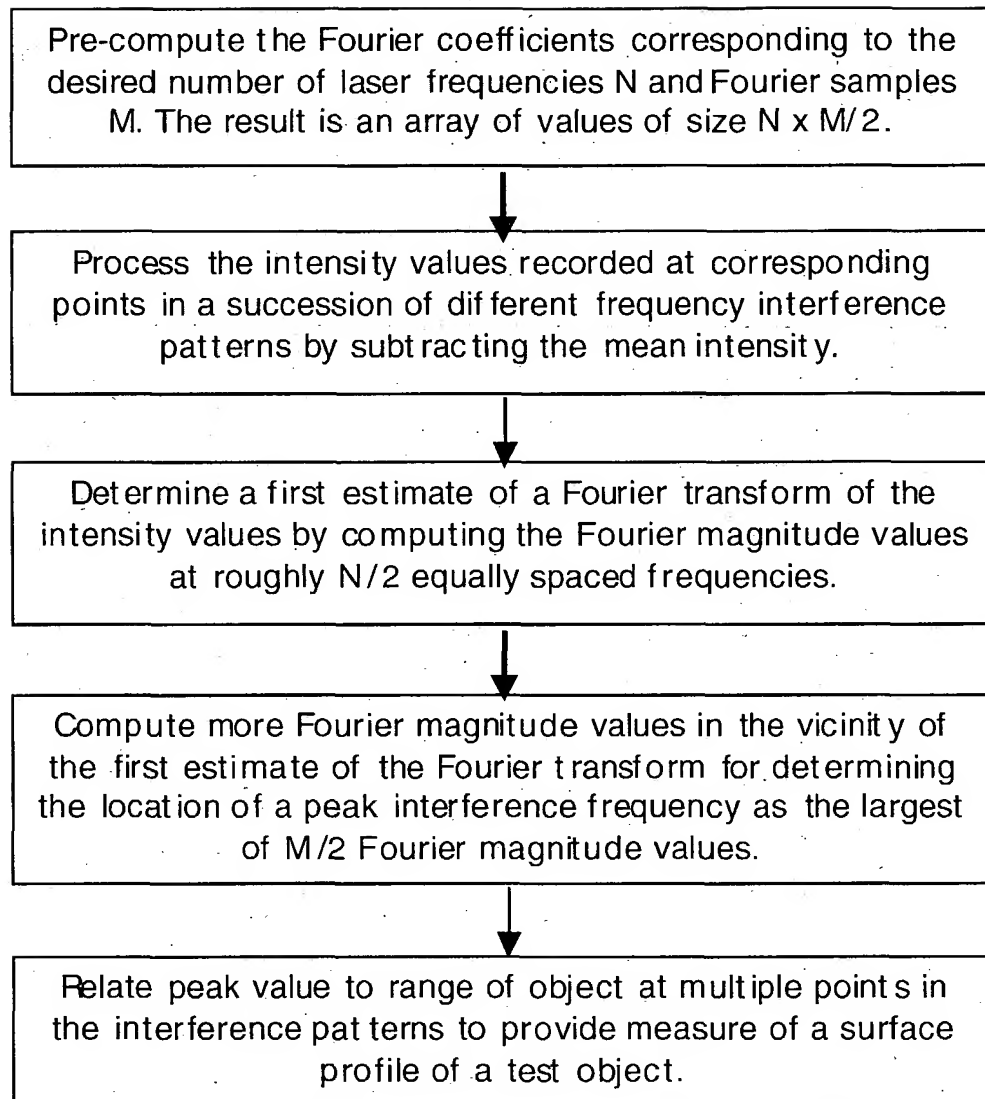 Pre-compute the Fourier coefficients corresponding to the
desired number of laser frequencies N and Fourier samples
M. The result is an array of values of size N x M/2.
Process the intensity values recorded at corresponding
points in a succession of different frequency interference
patterns by subtracting the mean intensity.
Determine a first estimate of a Fourier transform of the
intensity values by computing the Fourier magnitude values
at roughly N/2 equally spaced frequencies.
Compute more Fourier magnitude values in the vicinity of
the first estimate of the Fourier transform for determining
the location of a peak interference frequency as the largest
of M/2 Fourier magnitude values.
Relate peak value to range of object at multiple points in
the interference patterns to provide measure of a surface
profile of a test object.